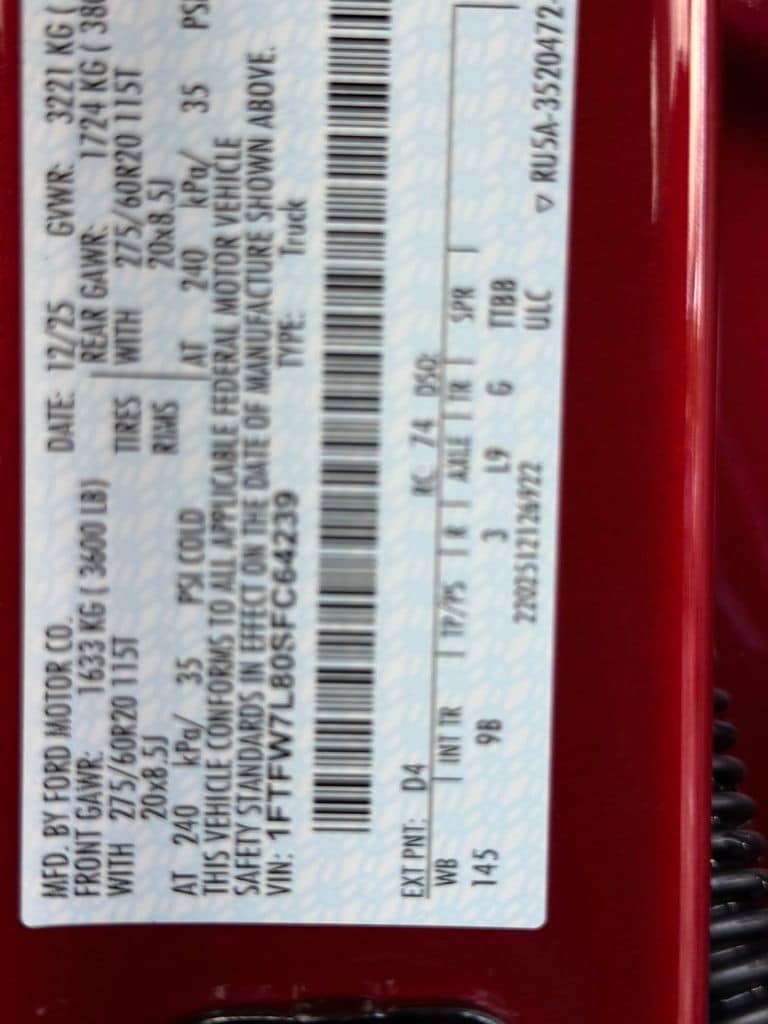 MFD. BY FORD MOTOR CO.
DATE: 12/25 GVWR: 3221 KG (
FRONT GAWR: 1633 KG ( 3600 LB)
REAR GAWR: 1724 KG ( 380
WITH 275/60R20 115T
TIRES WITH 275/60R20 115T
20x8.5J
RIMS 20x8.5J
AT 240 kPa/ 35 PSI COLD
AT 240 kPa/ 35 PS
THIS VEHICLE CONFORMS TO ALL APPLICABLE FEDERAL MOTOR VEHICLE
SAFETY STANDARDS IN EFFECT ON THE DATE OF MANUFACTURE SHOWN ABOVE.
VIN: 1FTFW7L80SFC64239 TYPE: Truck
EXT PNT: D4 RC: 74 DSO:
WB | INT TR | TP/PS | R | AXLE | TR | SPR |
145 9B 3 L9 G TTBB
ULC
2202512126922
▽ RU5A-3520472-